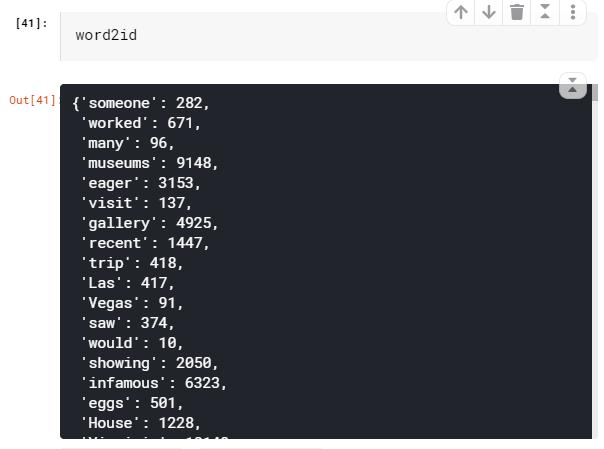 [41]:
word2id
Out[41]:
{'someone': 282,
'worked': 671,
'many': 96,
'museums': 9148,
'eager': 3153,
'visit': 137,
'gallery': 4925,
'recent': 1447,
'trip': 418,
'Las': 417,
'Vegas': 91,
'saw': 374,
'would': 10,
'showing': 2050,
'infamous': 6323,
'eggs': 501,
'House': 1228,